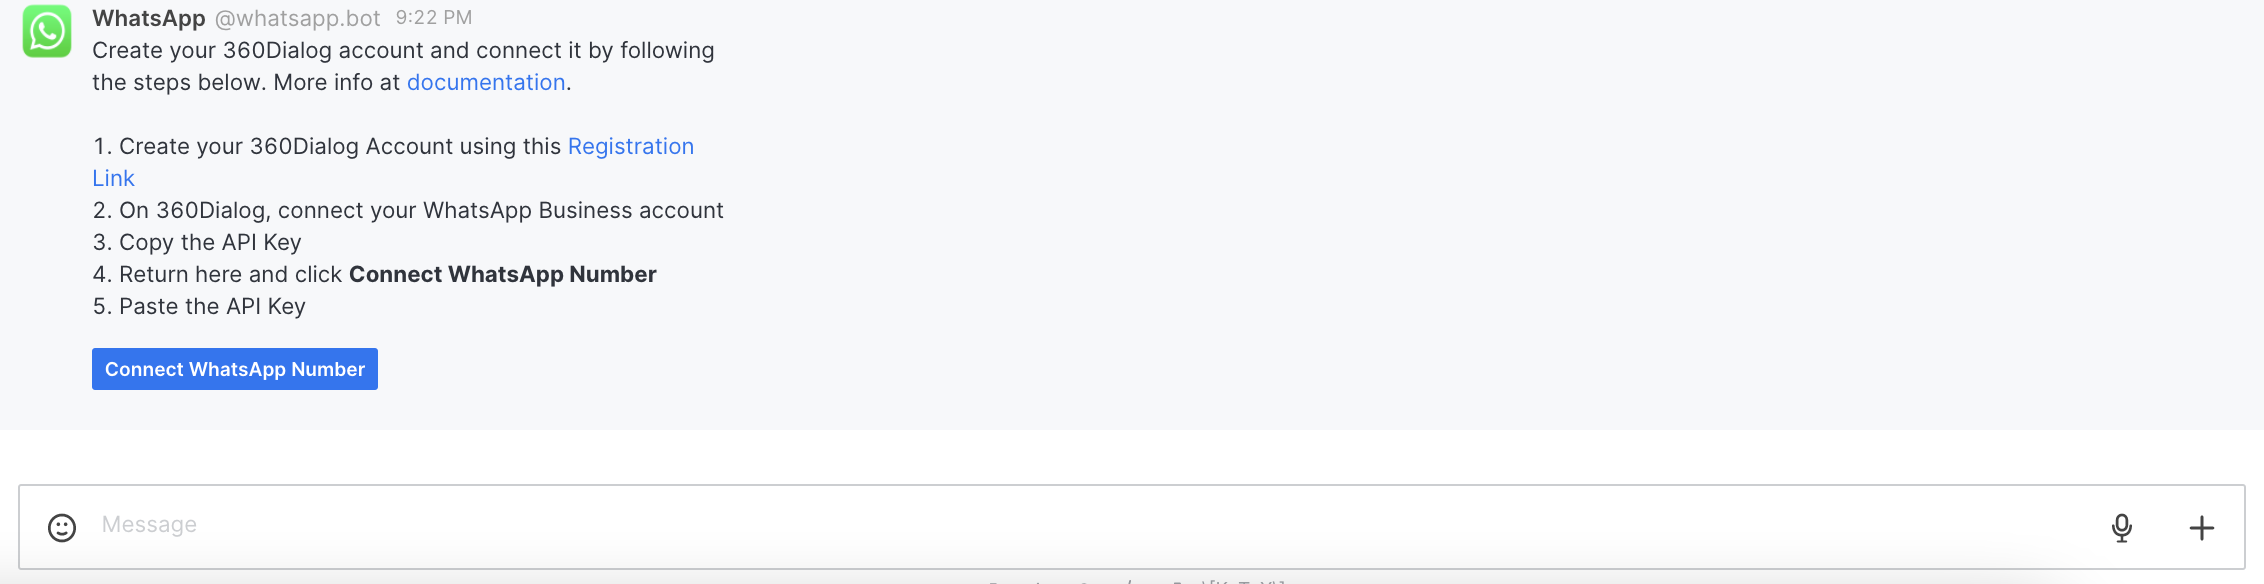 WhatsApp @whatsapp.bot 9:22 PM
Create your 360Dialog account and connect it by following
the steps below. More info at documentation.
1. Create your 360Dialog Account using this Registration
Link
2. On 360Dialog, connect your WhatsApp Business account
3. Copy the API Key
4. Return here and click Connect WhatsApp Number
5. Paste the API Key
Connect WhatsApp Number
Message